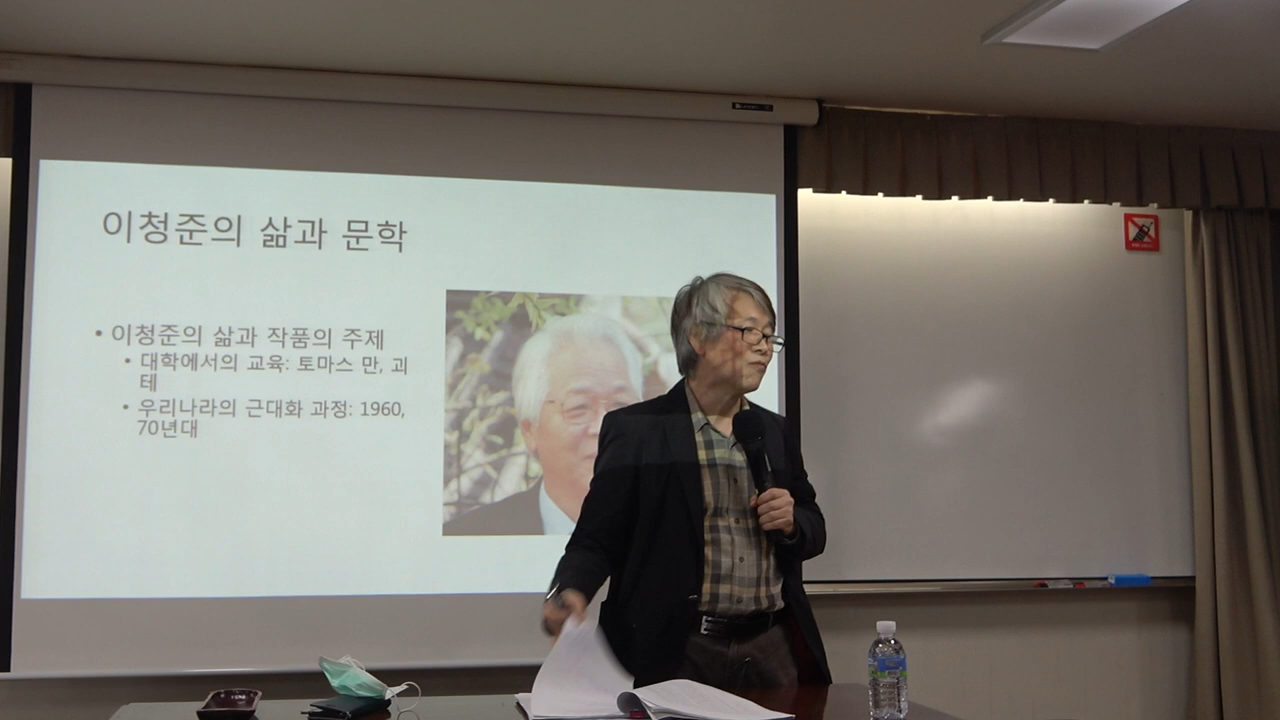 이청준의 삶과 문학
• 이청준의 삶과 작품의 주제
• 대학에서의 교육: 토마스 만, 괴
테
• 우리나라의 근대화 과정: 1960,
70년대